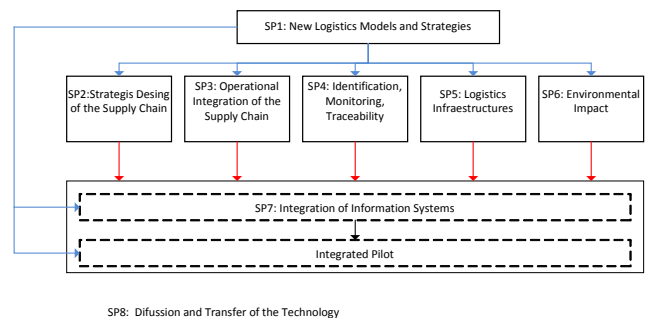 SP1: New Logistics Models and Strategies
SP2:Strategis Desing
of the Supply Chain
SP3: Operational
Integration of the
Supply Chain
SP4: Identification,
Monitoring,
Traceability
SP5: Logistics
Infraestructures
SP6: Environmental
Impact
SP7: Integration of Information Systems
Integrated Pilot
SP8: Difussion and Transfer of the Technology